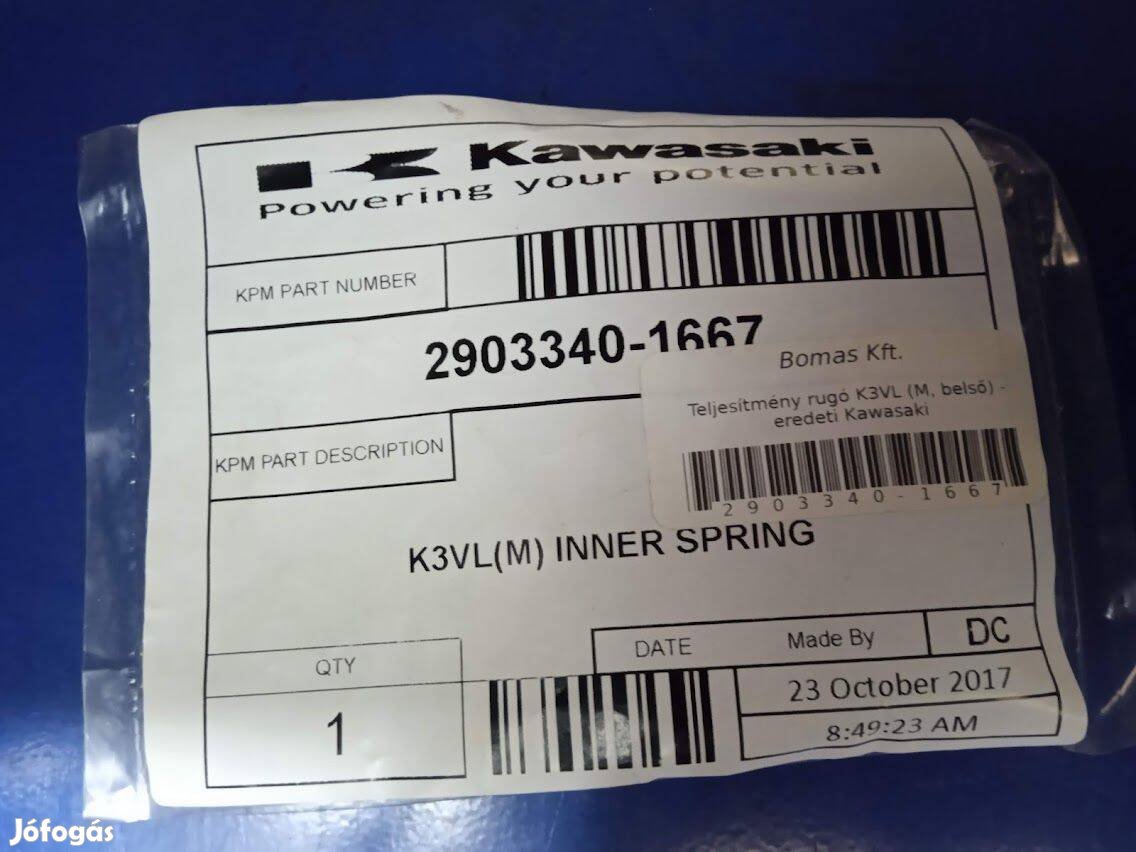 Kawasaki
Powering your potential
KPM PART NUMBER
2903340-1667
Bomas Kft.
Teljesítmény rugó K3VL (M, belső) -
eredeti Kawasaki
2903340-1667
KPM PART DESCRIPTION
K3VL(M) INNER SPRING
QTY
1
DATE
Made By
DC
23 October 2017
8:49:23 AM
Jófogás